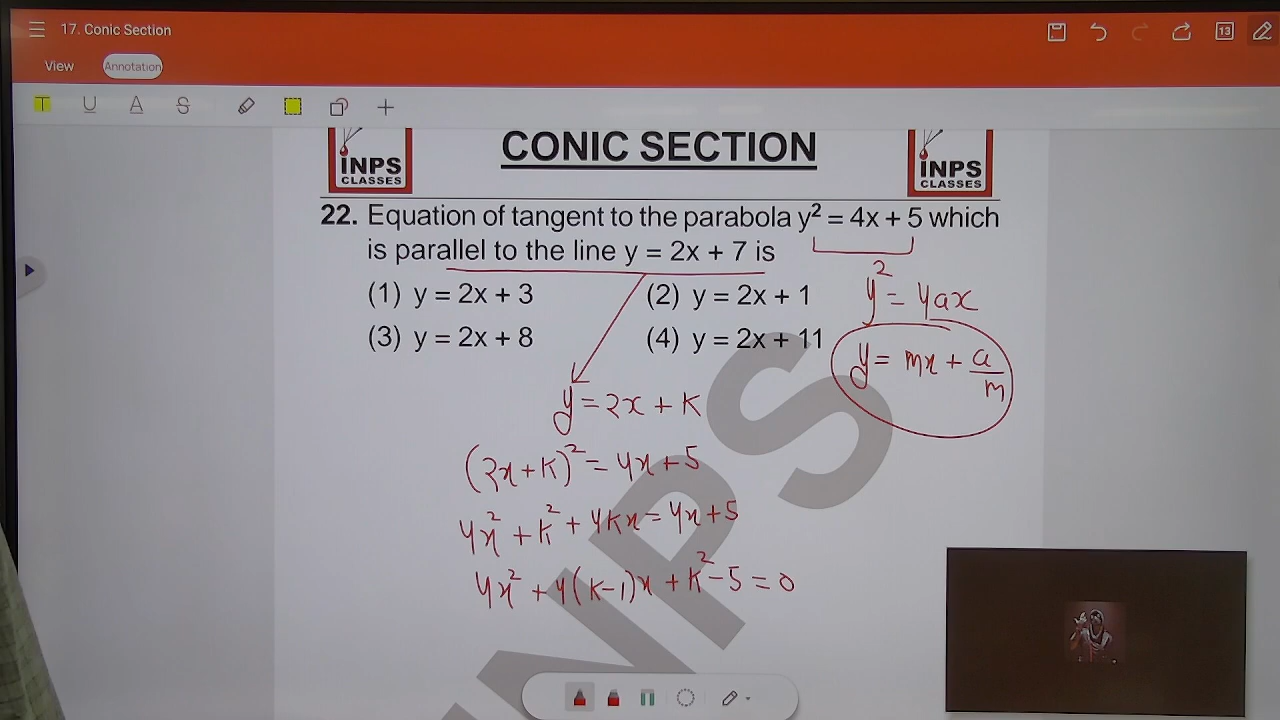 17. Conic Section
13
View
Annotation
T U A S
INPS
CLASSES
CONIC SECTION
INPS
CLASSES
22. Equation of tangent to the parabola y² = 4x + 5 which
is parallel to the line y = 2x + 7 is
(1) y = 2x + 3
(2) y = 2x + 1
(3) y = 2x + 8
(4) y = 2x + 11
y² = 4ax
y = mx + a/m
y = 2x + K
(2x+K)² = 4x+5
4x² + K² + 4Kx = 4x+5
4x² + 4(K-1)x + K²-5 = 0
INPS